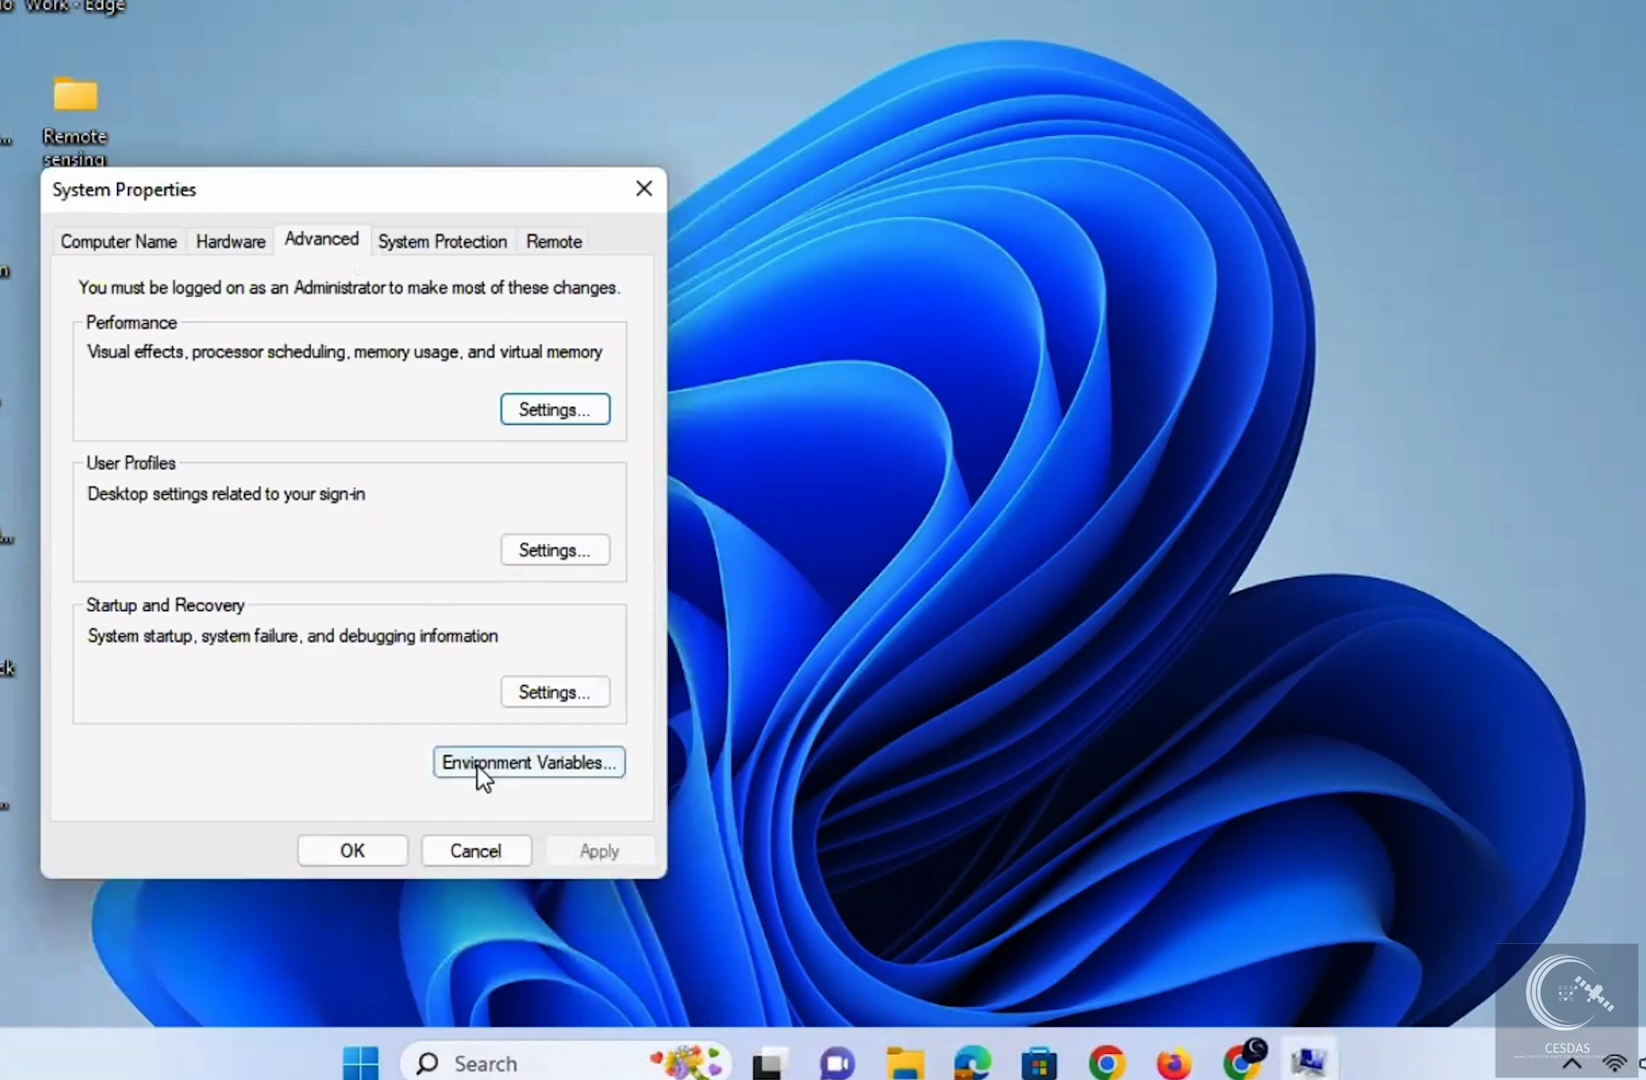 Work - Edge
Remote
sensing
System Properties
Computer Name Hardware Advanced System Protection Remote
You must be logged on as an Administrator to make most of these changes.
Performance
Visual effects, processor scheduling, memory usage, and virtual memory
Settings...
User Profiles
Desktop settings related to your sign-in
Settings...
Startup and Recovery
System startup, system failure, and debugging information
Settings...
Environment Variables...
OK Cancel Apply
Search
CESDAS